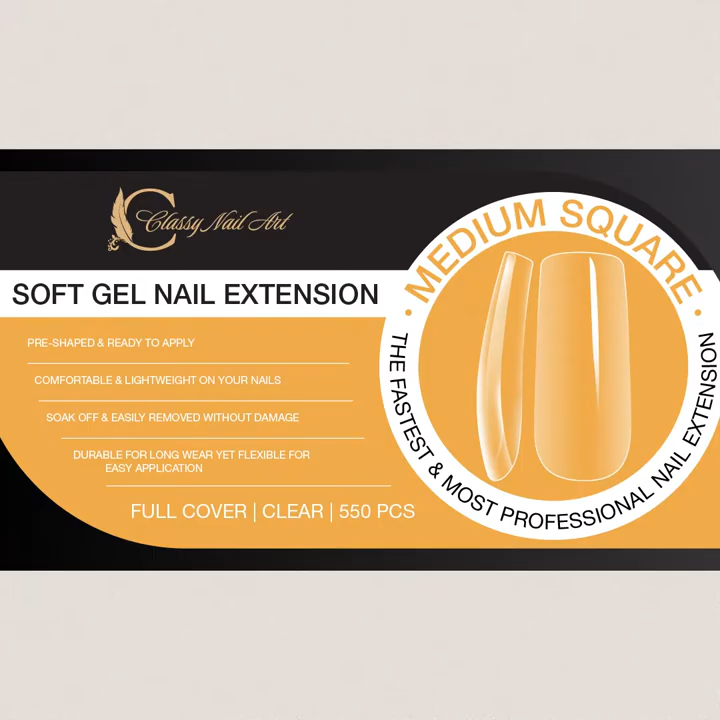 Classy Nail Art
SOFT GEL NAIL EXTENSION
PRE-SHAPED & READY TO APPLY
COMFORTABLE & LIGHTWEIGHT ON YOUR NAILS
SOAK OFF & EASILY REMOVED WITHOUT DAMAGE
DURABLE FOR LONG WEAR YET FLEXIBLE FOR
EASY APPLICATION
FULL COVER | CLEAR | 550 PCS
• MEDIUM SQUARE •
THE FASTEST & MOST PROFESSIONAL NAIL EXTENSION